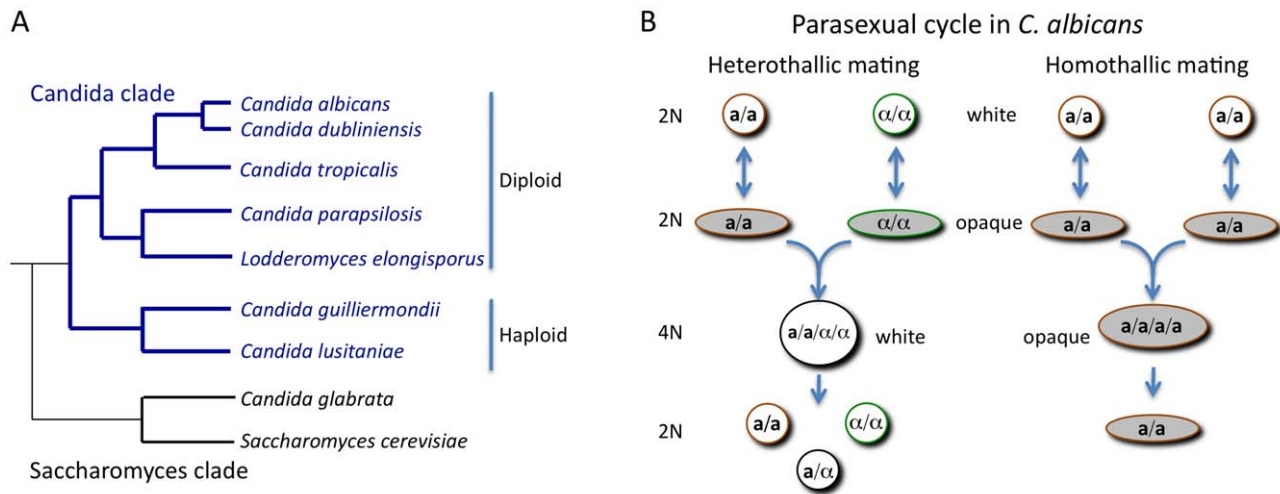 A
Candida clade
Candida albicans
Candida dubliniensis
Candida tropicalis
Candida parapsilosis
Lodderomyces elongisporus
Diploid
Candida guilliermondii
Candida lusitaniae
Haploid
Candida glabrata
Saccharomyces cerevisiae
Saccharomyces clade
B
Parasexual cycle in C. albicans
Heterothallic mating
Homothallic mating
2N
a/a
α/α
white
a/a
a/a
2N
a/a
α/α
opaque
a/a
a/a
4N
a/a/α/α
white
opaque
a/a/a/a
2N
a/a
α/α
a/α
a/a